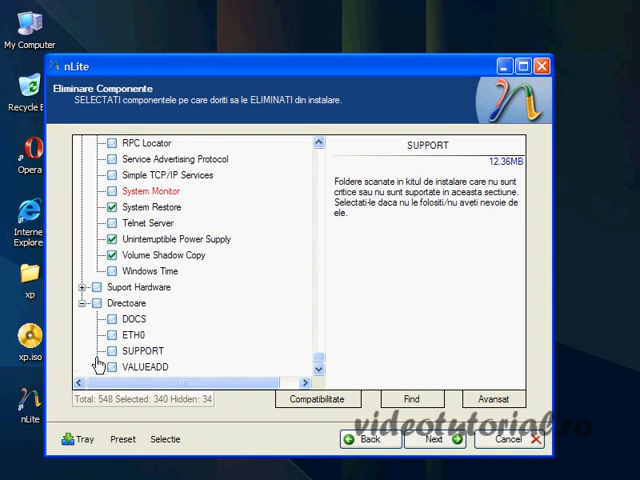 My Computer
Recycle B
Opera
Interne
Explore
xp
xp.iso
nLite
nLite
Eliminare Componente
SELECTATI componentele pe care doriti sa le ELIMINATI din instalare.
RPC Locator
Service Advertising Protocol
Simple TCP/IP Services
System Monitor
System Restore
Telnet Server
Uninterruptible Power Supply
Volume Shadow Copy
Windows Time
Suport Hardware
Directoare
DOCS
ETH0
SUPPORT
VALUEADD
SUPPORT
12.36MB
Foldere scanate in kitul de instalare care nu sunt
critice sau nu sunt suportate in aceasta sectiune.
Selectati-le daca nu le folositi/nu aveti nevoie de
ele.
Total: 548 Selected: 340 Hidden: 34
Compatibilitate
Find
Avansat
videotutorial.ro
Tray
Preset
Selectie
Back
Next
Cancel